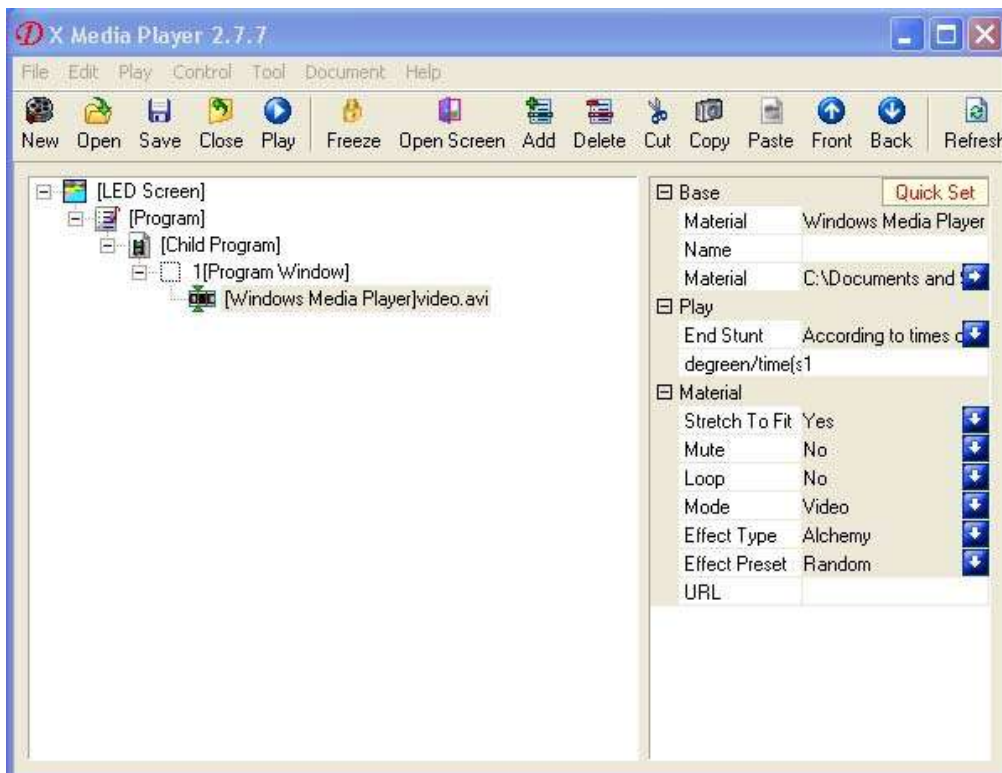 DX Media Player 2.7.7
File Edit Play Control Tool Document Help
New Open Save Close Play Freeze Open Screen Add Delete Cut Copy Paste Front Back Refresh
[LED Screen]
[Program]
[Child Program]
1[Program Window]
[Windows Media Player]video.avi
Base Quick Set
Material Windows Media Player
Name
Material C:\Documents and
Play
End Stunt According to times
degreen/time(s1
Material
Stretch To Fit Yes
Mute No
Loop No
Mode Video
Effect Type Alchemy
Effect Preset Random
URL